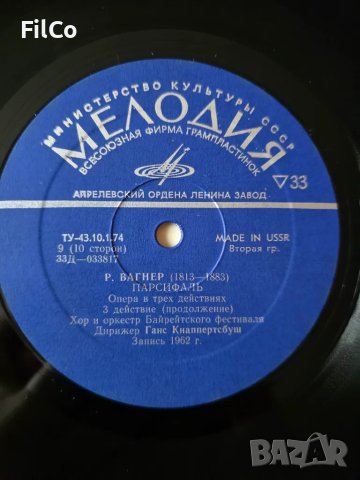 FilCo
МИНИСТЕРСТВО КУЛЬТУРЫ СССР
МЕЛОДИЯ
ВСЕСОЮЗНАЯ ФИРМА ГРАМПЛАСТИНОК
▽33
АПРЕЛЕВСКИЙ ОРДЕНА ЛЕНИНА ЗАВОД
ТУ-43.10.1.74
MADE IN USSR
9 (10 сторон)
Вторая гр.
33Д—033817
Р. ВАГНЕР (1813—1883)
ПАРСИФАЛЬ
Опера в трех действиях
3 действие (продолжение)
Хор и оркестр Байрейтского фестиваля
Дирижер Ганс Кнаппертсбуш
Запись 1962 г.
BAZAR